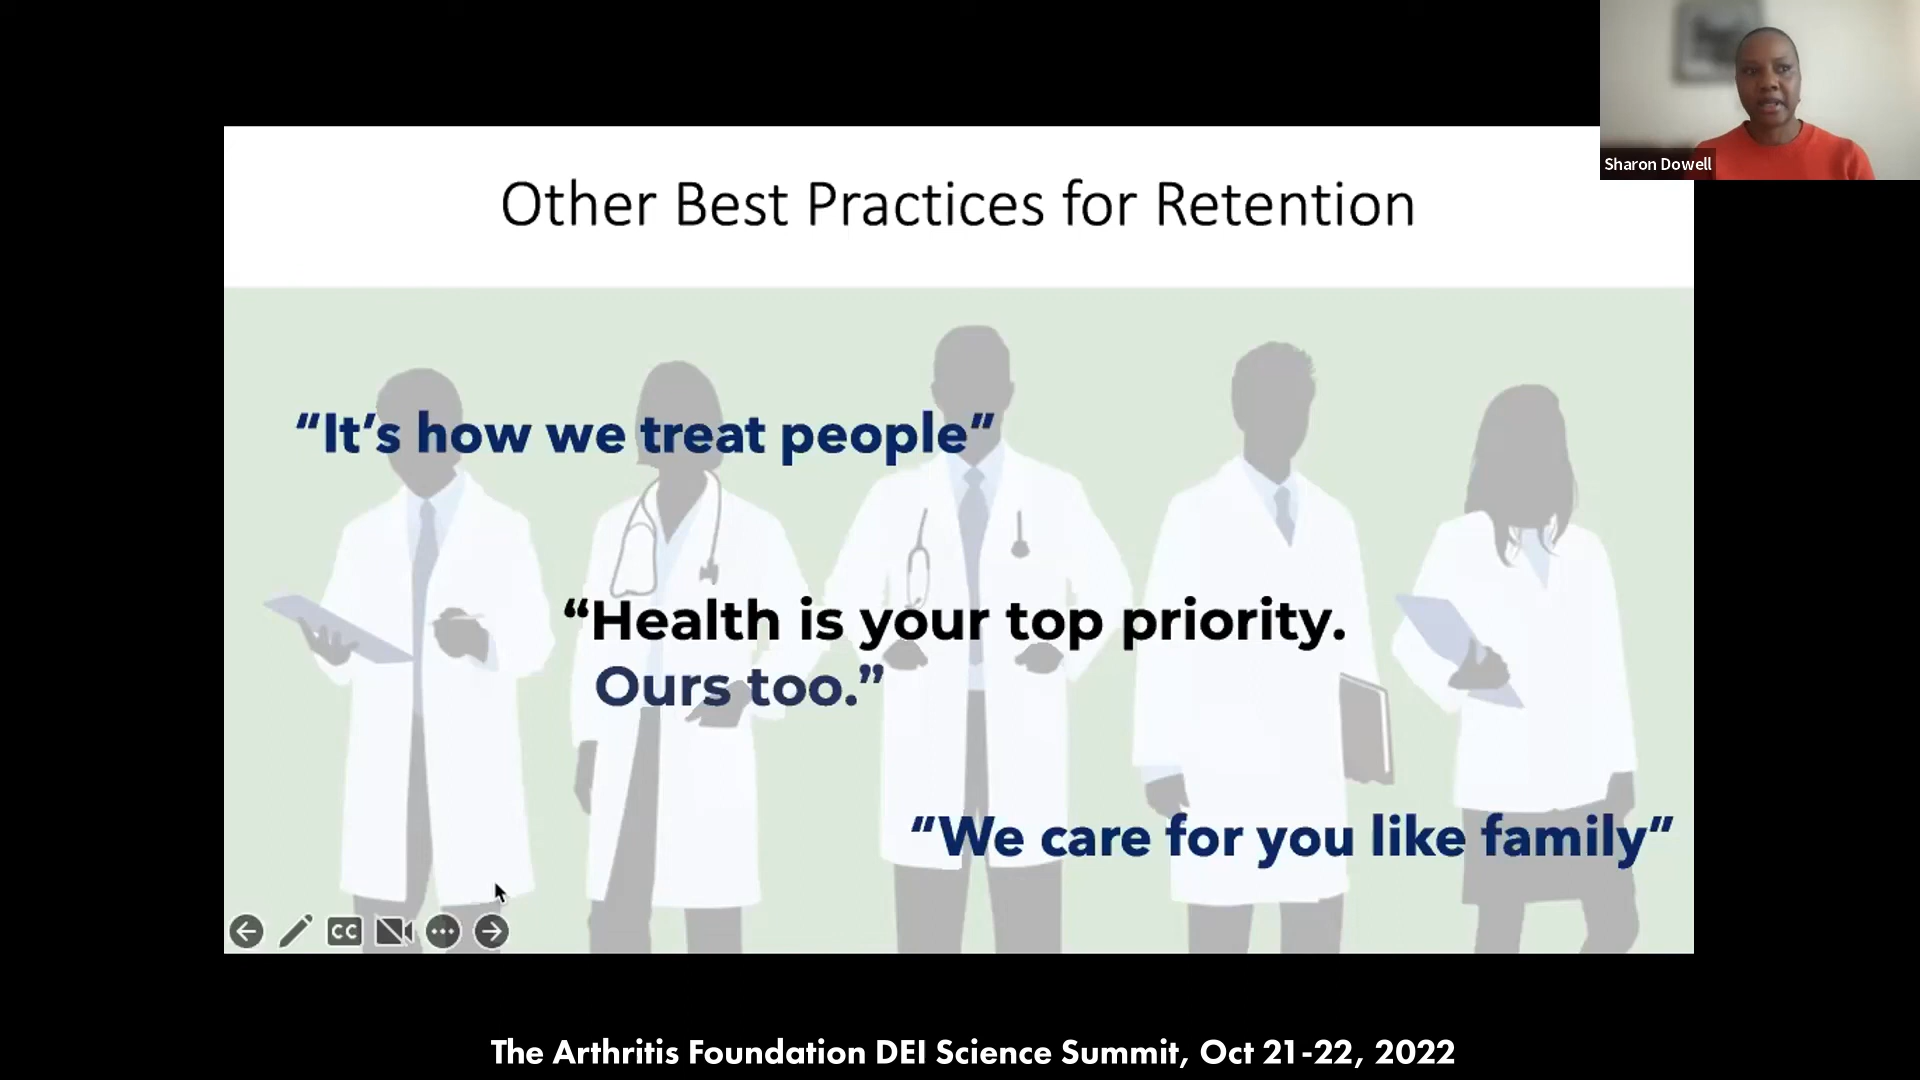 Sharon Dowell
Other Best Practices for Retention
“It’s how we treat people”
“Health is your top priority.
Ours too.”
“We care for you like family”
CC
The Arthritis Foundation DEI Science Summit, Oct 21-22, 2022